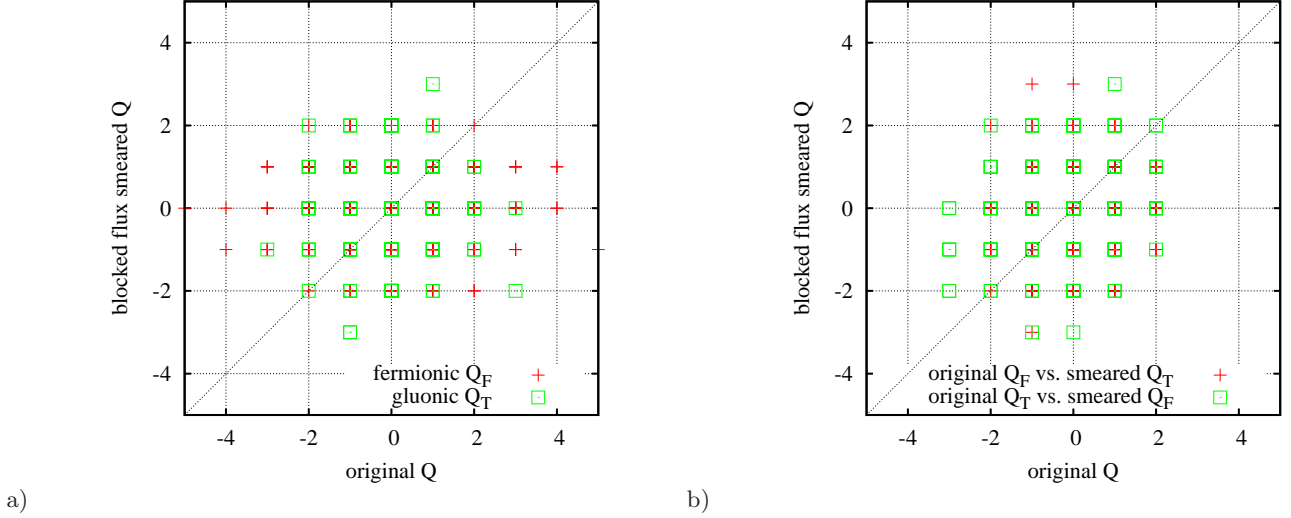 4
2
0
-2
-4
-4
-2
0
2
4
blocked flux smeared Q
original Q
fermionic Q_F
gluonic Q_T
a)
4
2
0
-2
-4
-4
-2
0
2
4
blocked flux smeared Q
original Q
original Q_F vs. smeared Q_T
original Q_T vs. smeared Q_F
b)